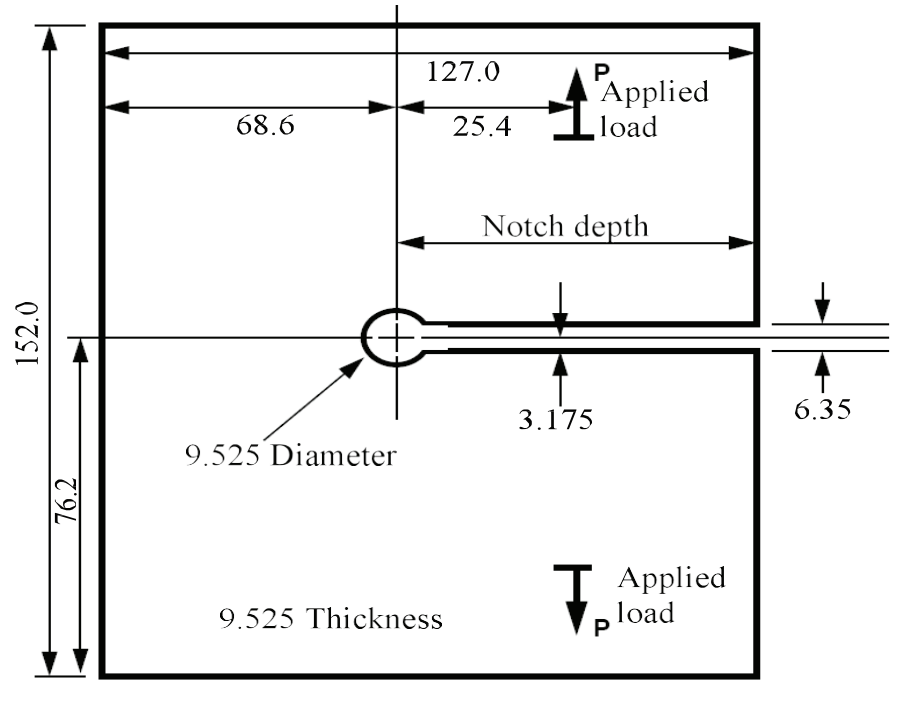 127.0
P
Applied
load
68.6
25.4
Notch depth
152.0
3.175
6.35
9.525 Diameter
76.2
9.525 Thickness
Applied
load
P